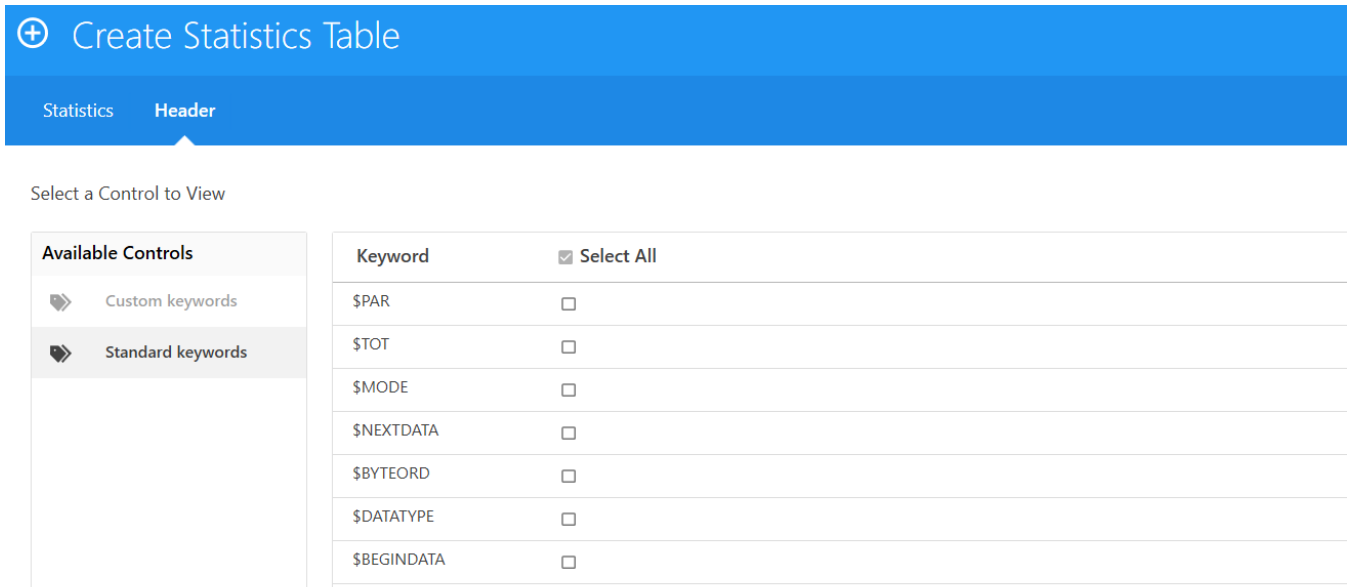 Create Statistics Table
Statistics Header
Select a Control to View
Available Controls
Custom keywords
Standard keywords
Keyword Select All
$PAR
$TOT
$MODE
$NEXTDATA
$BYTEORD
$DATATYPE
$BEGINDATA